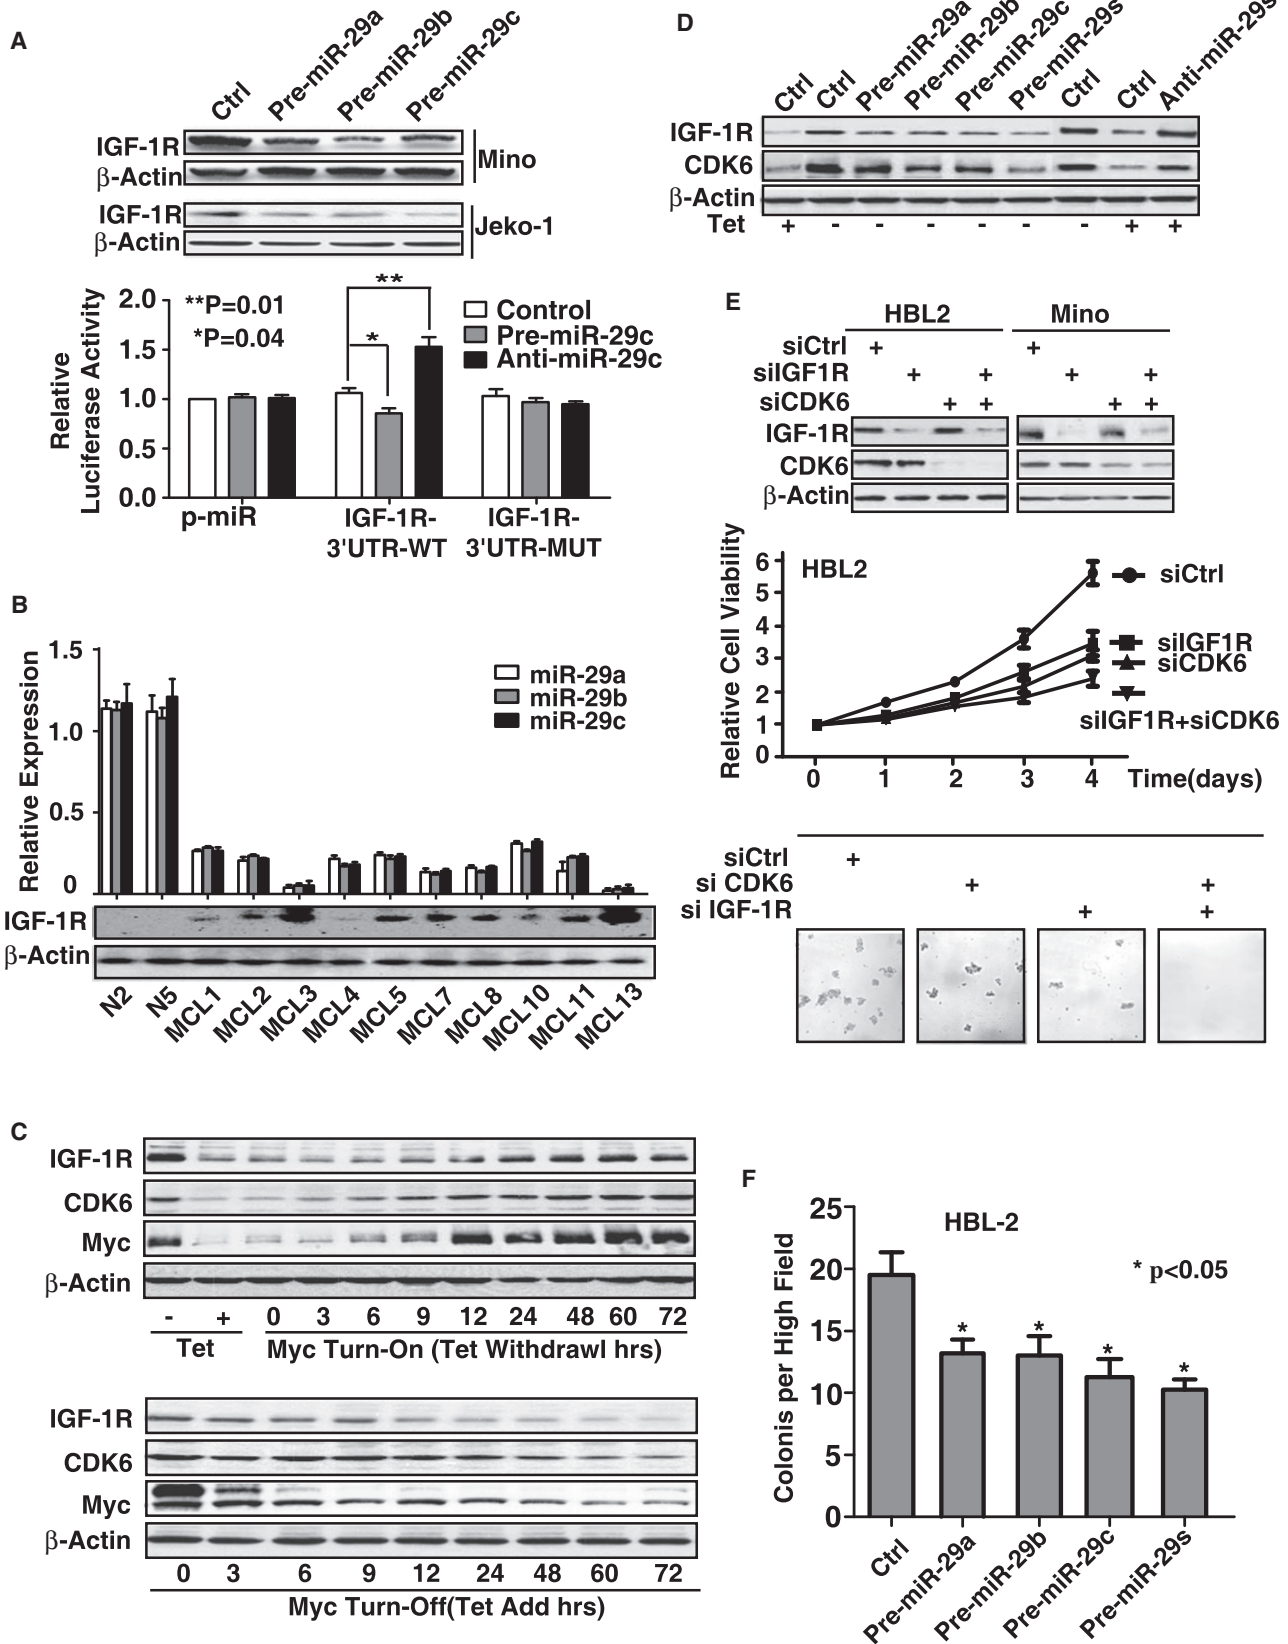 A
Ctrl
Pre-miR-29a
Pre-miR-29b
Pre-miR-29c
IGF-1R
β-Actin
Mino
IGF-1R
β-Actin
Jeko-1
Relative
Luciferase Activity
2.0
1.5
1.0
0.5
0.0
**P=0.01
*P=0.04
*
**
Control
Pre-miR-29c
Anti-miR-29c
p-miR
IGF-1R-
3'UTR-WT
IGF-1R-
3'UTR-MUT
B
Relative Expression
1.5
1.0
0.5
0
miR-29a
miR-29b
miR-29c
IGF-1R
β-Actin
N2
N5
MCL1
MCL2
MCL3
MCL4
MCL5
MCL7
MCL8
MCL10
MCL11
MCL13
C
IGF-1R
CDK6
Myc
β-Actin
- + 0 3 6 9 12 24 48 60 72
Tet
Myc Turn-On (Tet Withdrawl hrs)
IGF-1R
CDK6
Myc
β-Actin
0 3 6 9 12 24 48 60 72
Myc Turn-Off(Tet Add hrs)
D
Ctrl
Ctrl
Pre-miR-29a
Pre-miR-29b
Pre-miR-29c
Pre-miR-29s
Ctrl
Ctrl
Anti-miR-29s
IGF-1R
CDK6
β-Actin
Tet + - - - - - - + +
E
HBL2 Mino
siCtrl + +
siIGF1R + + + +
siCDK6 + + + +
IGF-1R
CDK6
β-Actin
Relative Cell Viability
6
5
4
3
2
1
0
HBL2
siCtrl
siIGF1R
siCDK6
siIGF1R+siCDK6
0 1 2 3 4 Time(days)
siCtrl +
si CDK6 + +
si IGF-1R + +
F
Colonis per High Field
25
20
15
10
5
0
HBL-2
* p<0.05
* * * *
Ctrl
Pre-miR-29a
Pre-miR-29b
Pre-miR-29c
Pre-miR-29s